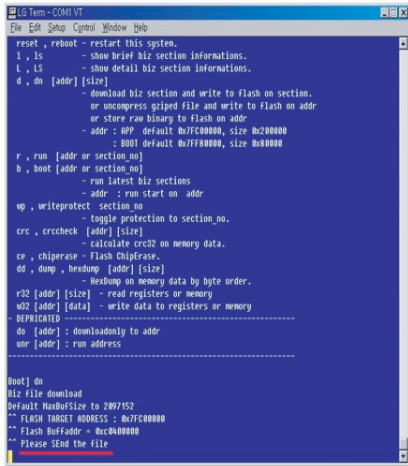 LG Term - COM1 VT
File Edit Setup Control Window Help
reset , reboot - restart this system.
l , ls - show brief biz section informations.
L , LS - show detail biz section informations.
d , dn [addr] [size]
- download biz section and write to flash on section.
or uncompress gziped file and write to flash on addr
or store raw binary to flash on addr
- addr : APP default 0x7FC00000, size 0x200000
: BOOT default 0x7FF80000, size 0x80000
r , run [addr or section_no]
b , boot [addr or section_no]
- run latest biz sections
- addr : run start on addr
wp , writeprotect section_no
- toggle protection to section_no.
crc , crccheck [addr] [size]
- calculate crc32 on memory data.
ce , chiperase - Flash ChipErase.
dd , dump , hexdump [addr] [size]
- HexDump on memory data by byte order.
r32 [addr] [size] - read registers or memory
w32 [addr] [data] - write data to registers or memory
- DEPRICATED ---------------------------------------------------
do [addr] : downloadonly to addr
unr [addr] : run address
----------------------------------------------------------------
Boot] dn
Biz file download
Default MaxBufSize to 2097152
^^ FLASH TARGET ADDRESS : 0x7FC00000
^^ Flash BuffAddr = 0xc0400000
^^ Please SEnd the file